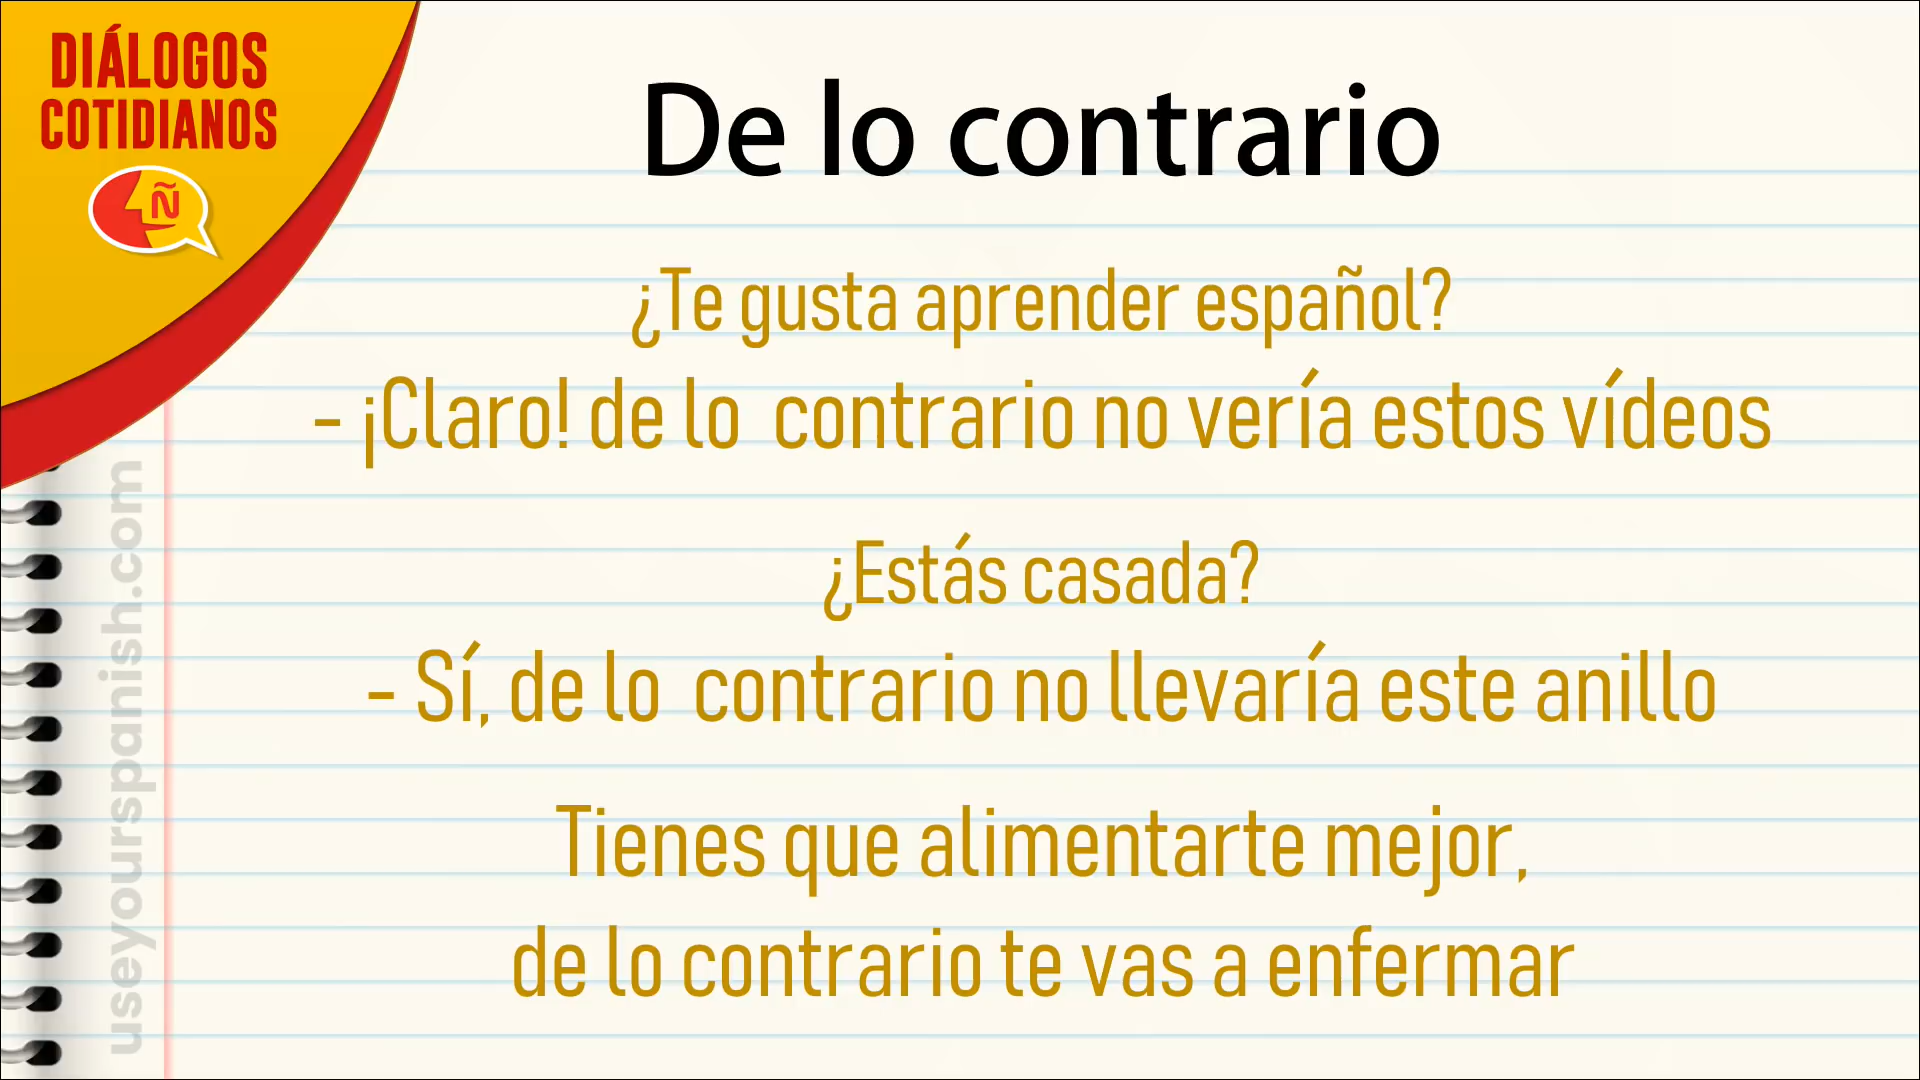 DIÁLOGOS
COTIDIANOS
Ñ
De lo contrario
¿Te gusta aprender español?
- ¡Claro! de lo contrario no vería estos vídeos
¿Estás casada?
- Sí, de lo contrario no llevaría este anillo
Tienes que alimentarte mejor,
de lo contrario te vas a enfermar
useyourspanish.com